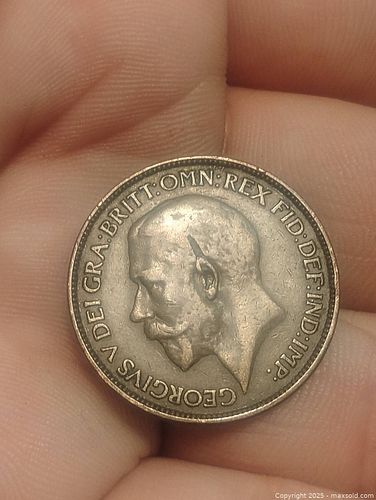 GEORGIVS V DEI GRA: BRITT: OMN: REX FID: DEF: IND: IMP:
Copyright 2025 - maxsold.com